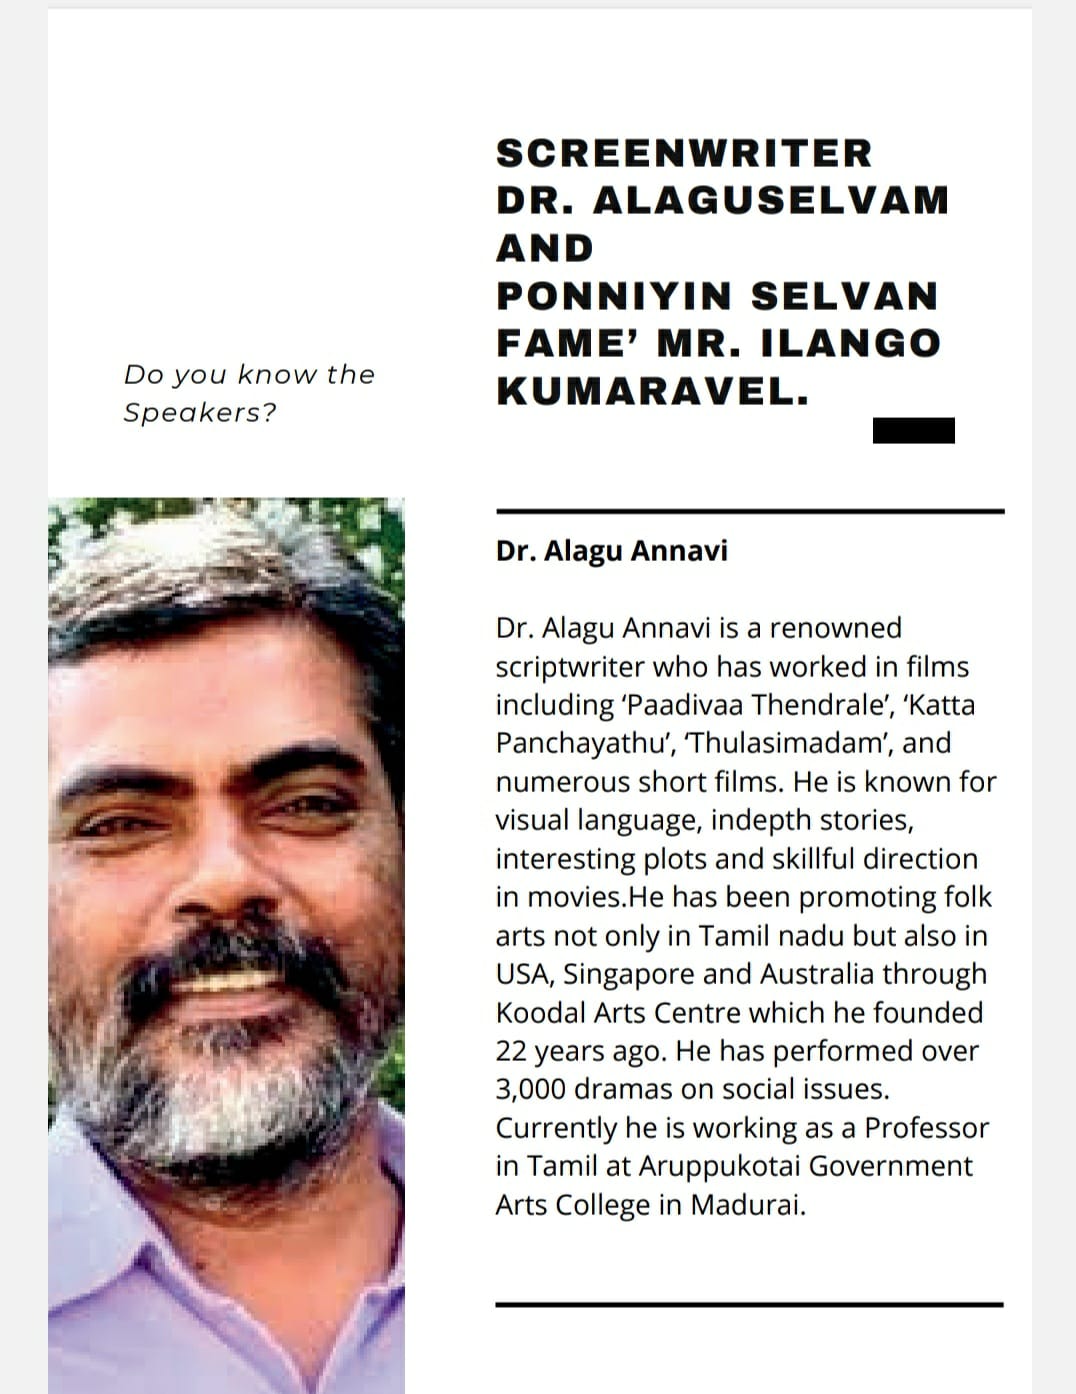 SCREENWRITER
DR. ALAGUSELVAM
AND
PONNIYIN SELVAN
FAME’ MR. ILANGO
KUMARAVEL.
Do you know the
Speakers?
Dr. Alagu Annavi
Dr. Alagu Annavi is a renowned
scriptwriter who has worked in films
including ‘Paadivaa Thendrale’, ‘Katta
Panchayathu’, ‘Thulasimadam’, and
numerous short films. He is known for
visual language, indepth stories,
interesting plots and skillful direction
in movies.He has been promoting folk
arts not only in Tamil nadu but also in
USA, Singapore and Australia through
Koodal Arts Centre which he founded
22 years ago. He has performed over
3,000 dramas on social issues.
Currently he is working as a Professor
in Tamil at Aruppukotai Government
Arts College in Madurai.